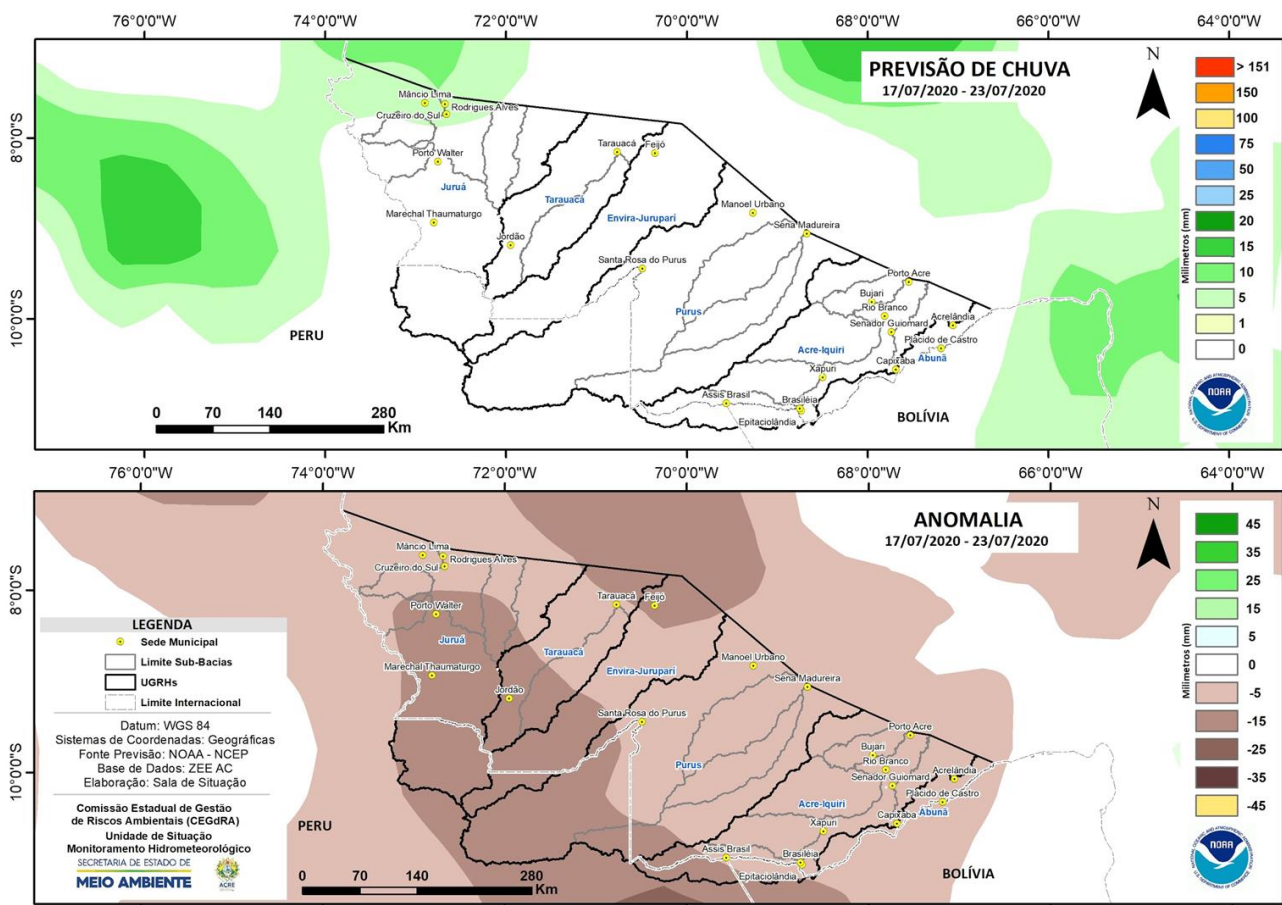 76°0'0"W 74°0'0"W 72°0'0"W 70°0'0"W 68°0'0"W 66°0'0"W 64°0'0"W
PREVISÃO DE CHUVA
17/07/2020 - 23/07/2020
N
8°0'0"S
10°0'0"S
Mâncio Lima
Rodrigues Alves
Cruzeiro do Sul
Porto Walter
Juruá
Marechal Thaumaturgo
Tarauacá
Feijó
Tarauacá
Envira-Jurupari
Jordão
Manoel Urbano
Sena Madureira
Santa Rosa do Purus
Purus
Porto Acre
Bujari
Rio Branco
Senador Guiomard
Acrelândia
Plácido de Castro
Abunã
Acre-Iquiri
Capixaba
Xapuri
Assis Brasil
Brasiléia
Epitaciolândia
PERU
BOLÍVIA
0 70 140 280
Km
Milímetros (mm)
> 151
150
100
75
50
25
20
15
10
5
1
0
NOAA
76°0'0"W 74°0'0"W 72°0'0"W 70°0'0"W 68°0'0"W 66°0'0"W 64°0'0"W
ANOMALIA
17/07/2020 - 23/07/2020
N
8°0'0"S
10°0'0"S
Mâncio Lima
Rodrigues Alves
Cruzeiro do Sul
Porto Walter
Juruá
Marechal Thaumaturgo
Tarauacá
Feijó
Tarauacá
Envira-Jurupari
Jordão
Manoel Urbano
Sena Madureira
Santa Rosa do Purus
Purus
Porto Acre
Bujari
Rio Branco
Senador Guiomard
Acrelândia
Plácido de Castro
Abunã
Acre-Iquiri
Capixaba
Xapuri
Assis Brasil
Brasiléia
Epitaciolândia
PERU
BOLÍVIA
0 70 140 280
Km
Milímetros (mm)
45
35
25
15
5
0
-5
-15
-25
-35
-45
NOAA
LEGENDA
Sede Municipal
Limite Sub-Bacias
UGRHs
Limite Internacional
Datum: WGS 84
Sistemas de Coordenadas: Geográficas
Fonte Previsão: NOAA - NCEP
Base de Dados: ZEE AC
Elaboração: Sala de Situação
Comissão Estadual de Gestão
de Riscos Ambientais (CEGdRA)
Unidade de Situação
Monitoramento Hidrometeorológico
SECRETARIA DE ESTADO DE
MEIO AMBIENTE
ACRE